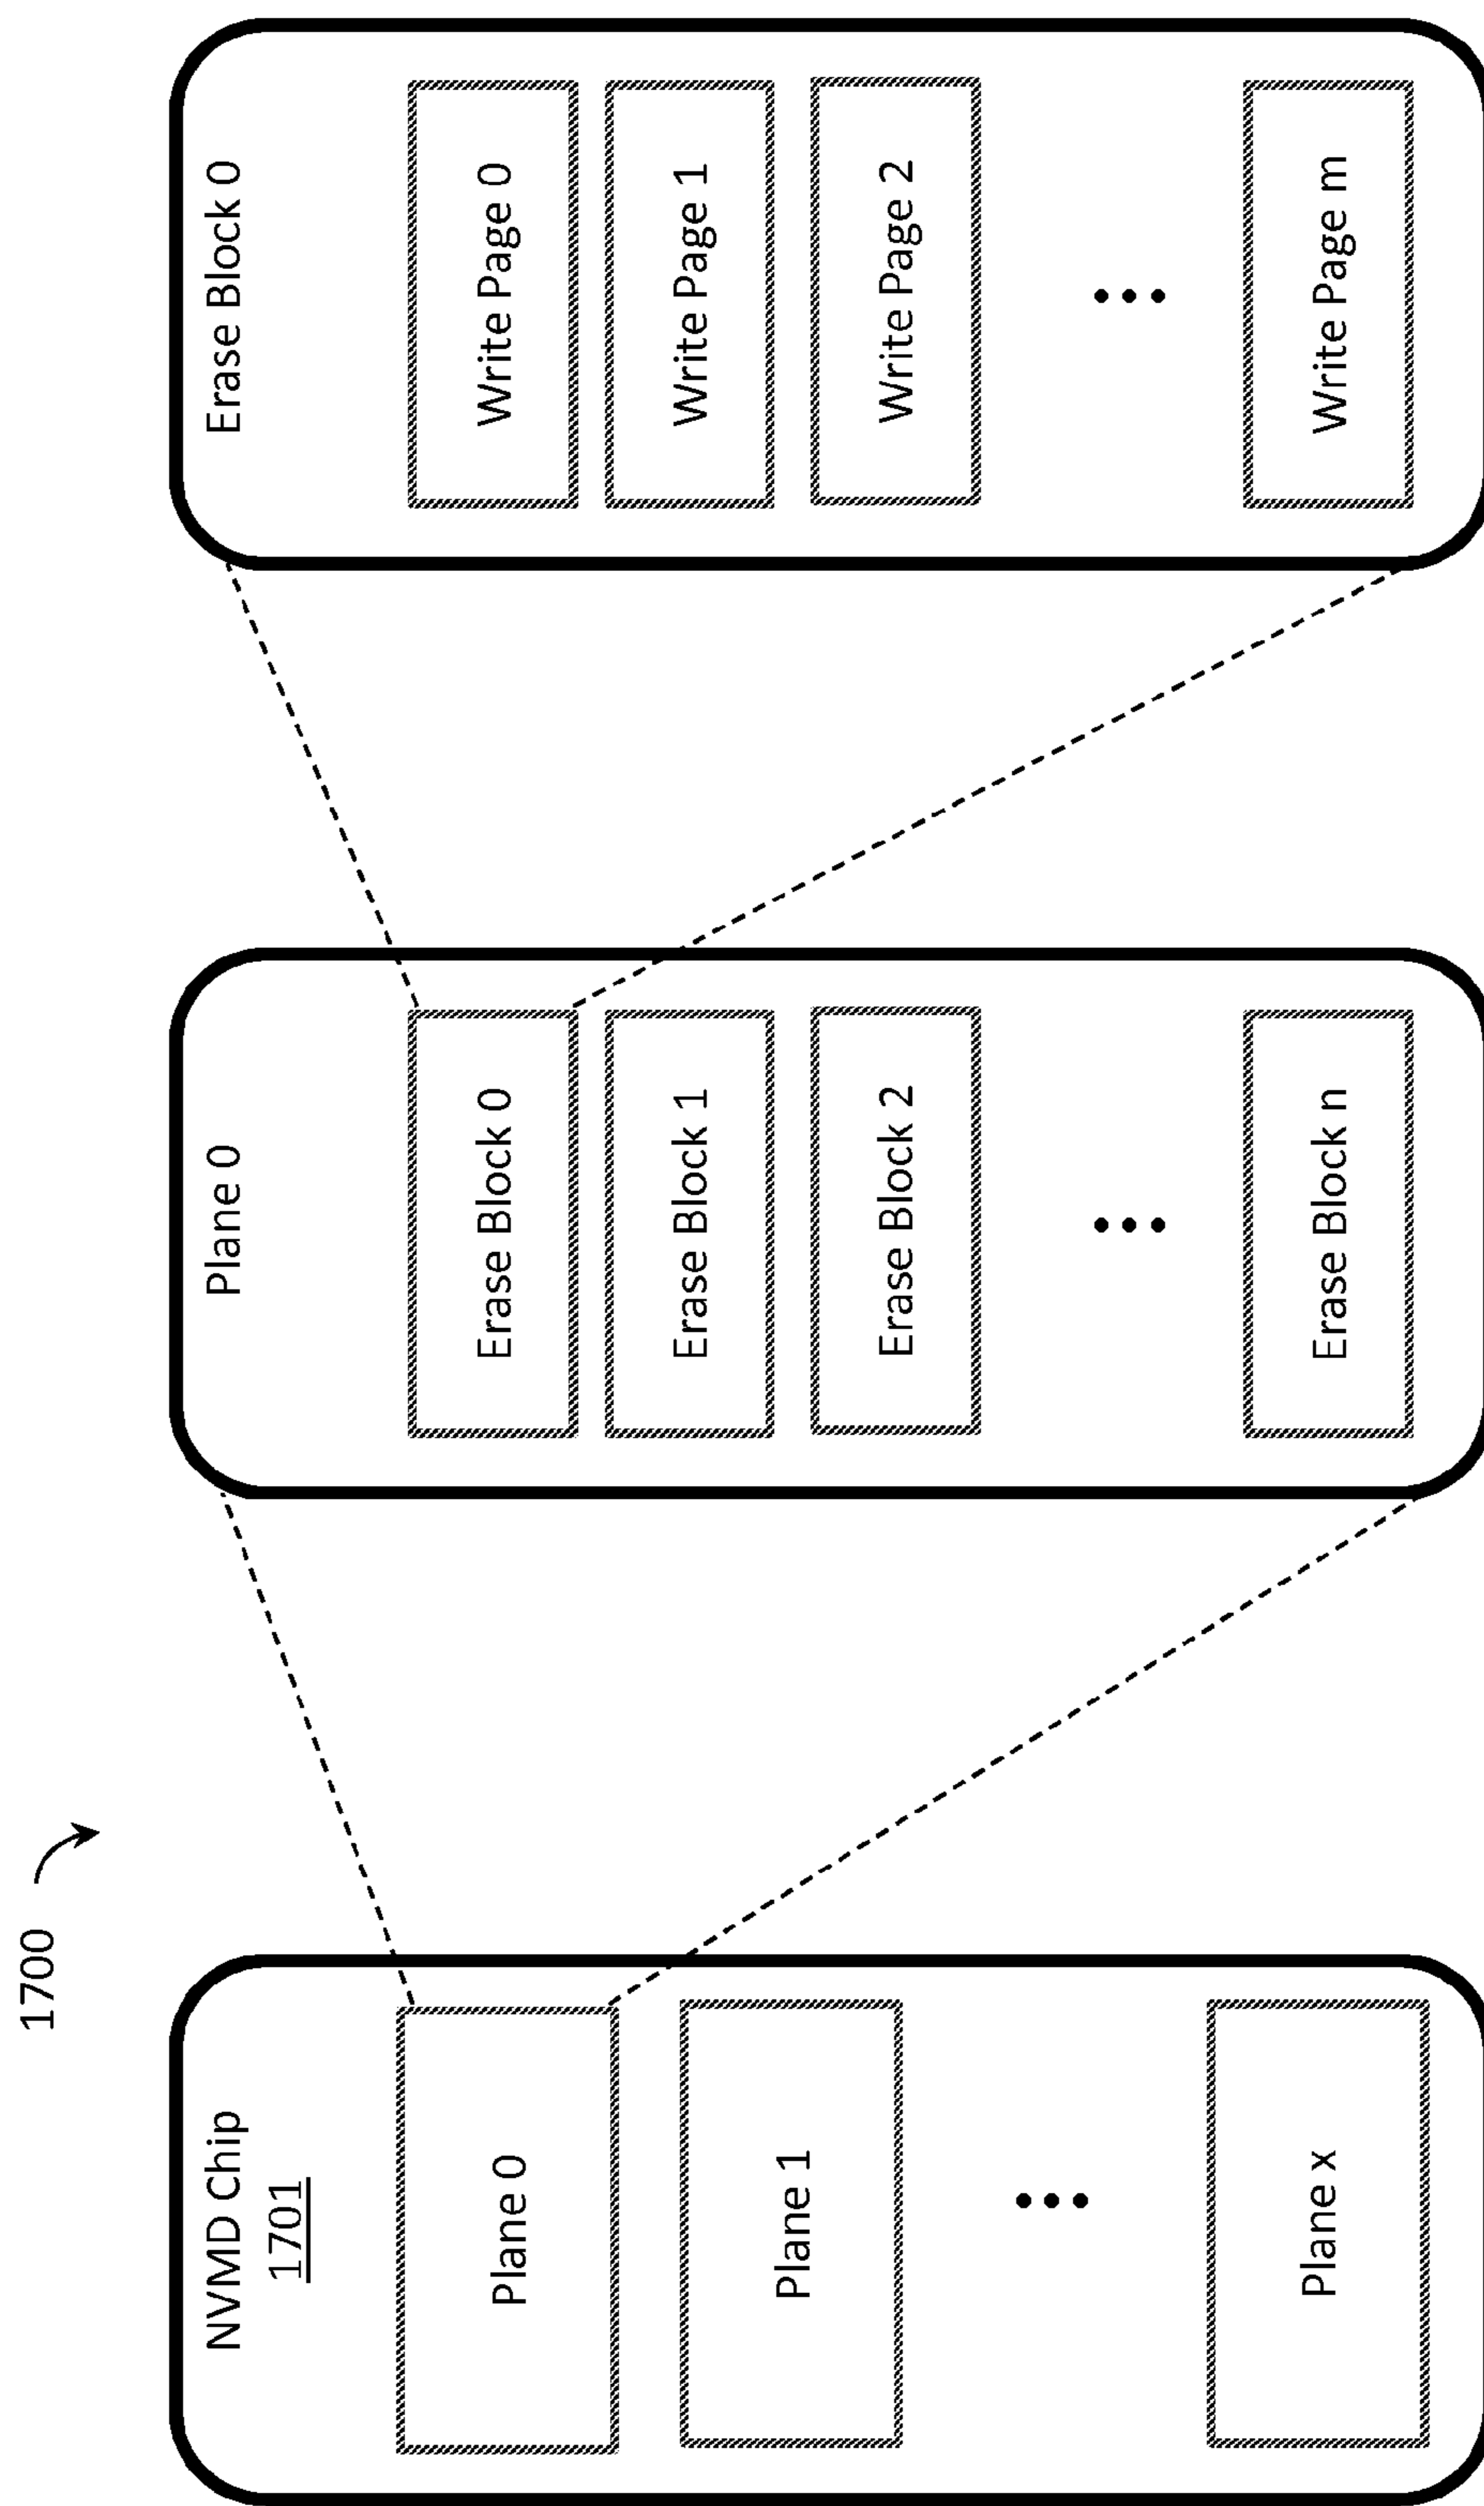 1700
NVMD Chip
1701
Plane 0
Plane 1
Plane x
Plane 0
Erase Block 0
Erase Block 1
Erase Block 2
Erase Block n
Erase Block 0
Write Page 0
Write Page 1
Write Page 2
Write Page m